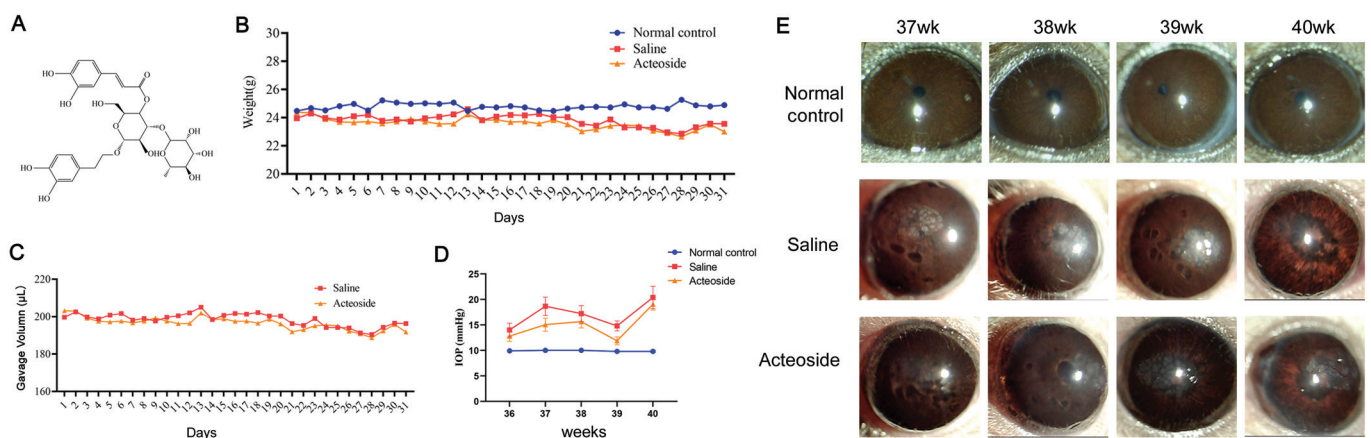 A
HO
HO
O
O
HO
O
O
O
OH
OH
O
OH
OH
HO
HO
B
Normal control
Saline
Acteoside
Weight(g)
30
28
26
24
22
20
1 2 3 4 5 6 7 8 9 10 11 12 13 14 15 16 17 18 19 20 21 22 23 24 25 26 27 28 29 30 31
Days
C
Saline
Acteoside
Gavage Volumn (μL)
220
200
180
160
1 2 3 4 5 6 7 8 9 10 11 12 13 14 15 16 17 18 19 20 21 22 23 24 25 26 27 28 29 30 31
Days
D
Normal control
Saline
Acteoside
IOP (mmHg)
25
20
15
10
5
0
36 37 38 39 40
weeks
E
37wk 38wk 39wk 40wk
Normal
control
Saline
Acteoside